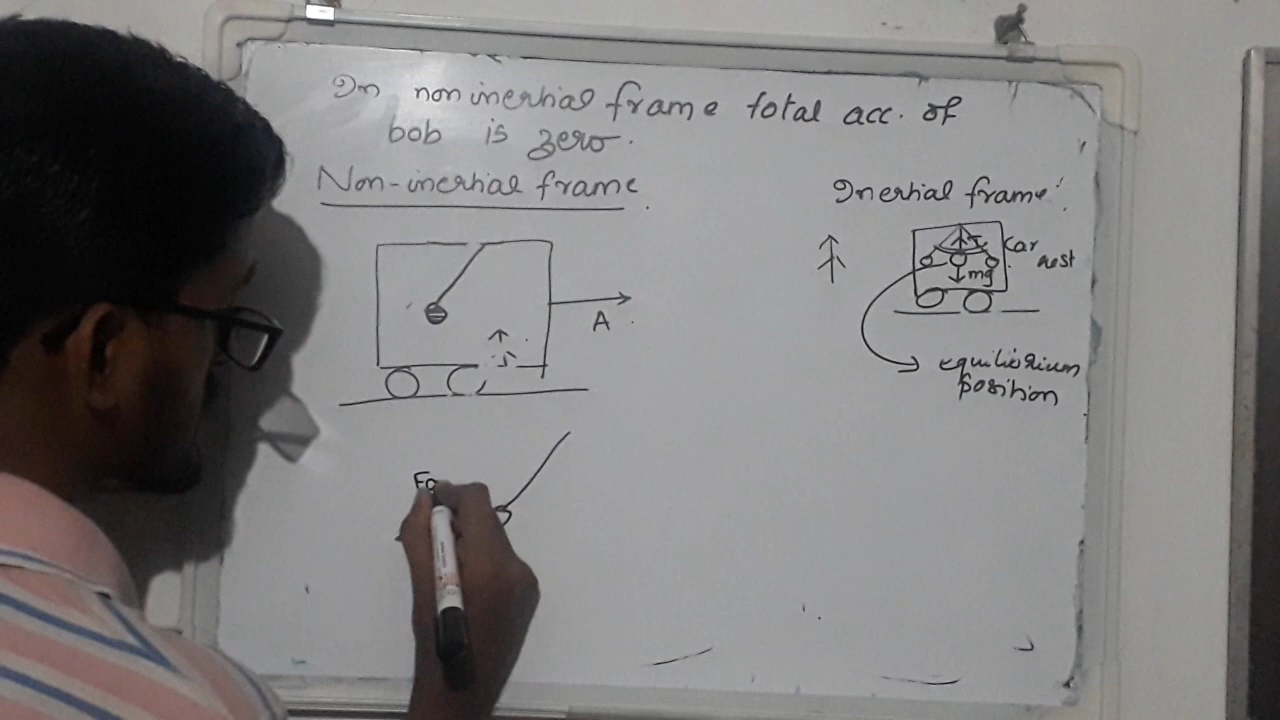 In non inertial frame total acc. of
bob is zero.
Non-inertial frame.
Inertial frame:
T
Car rest
mg
A
equilibrium
position
Fo